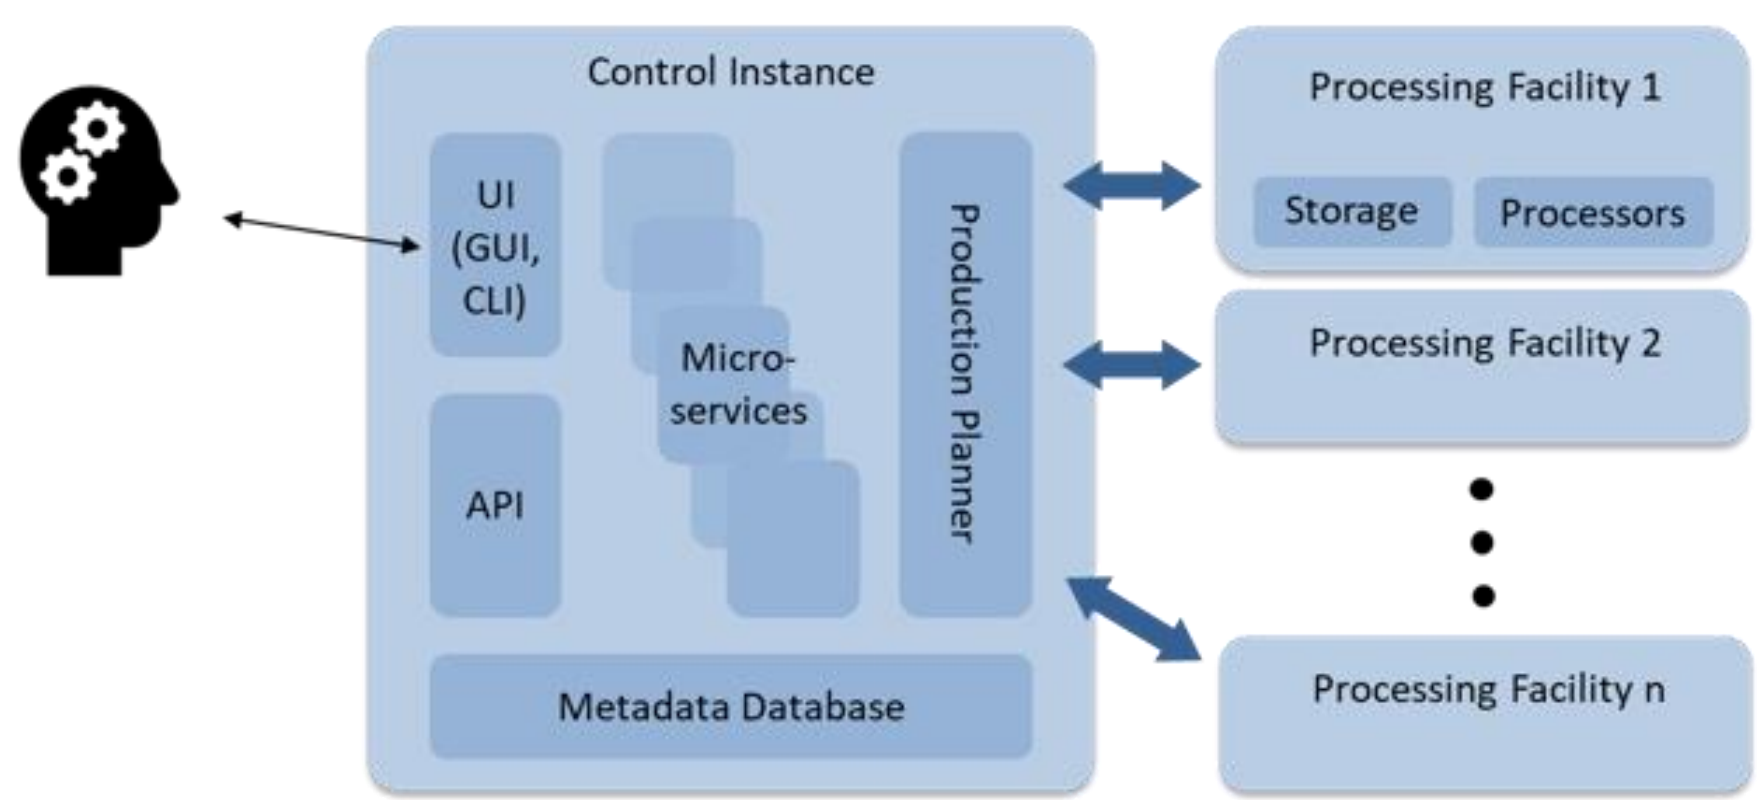 Control Instance
UI
(GUI,
CLI)
API
Micro-
services
Production Planner
Metadata Database
Processing Facility 1
Storage
Processors
Processing Facility 2
Processing Facility n